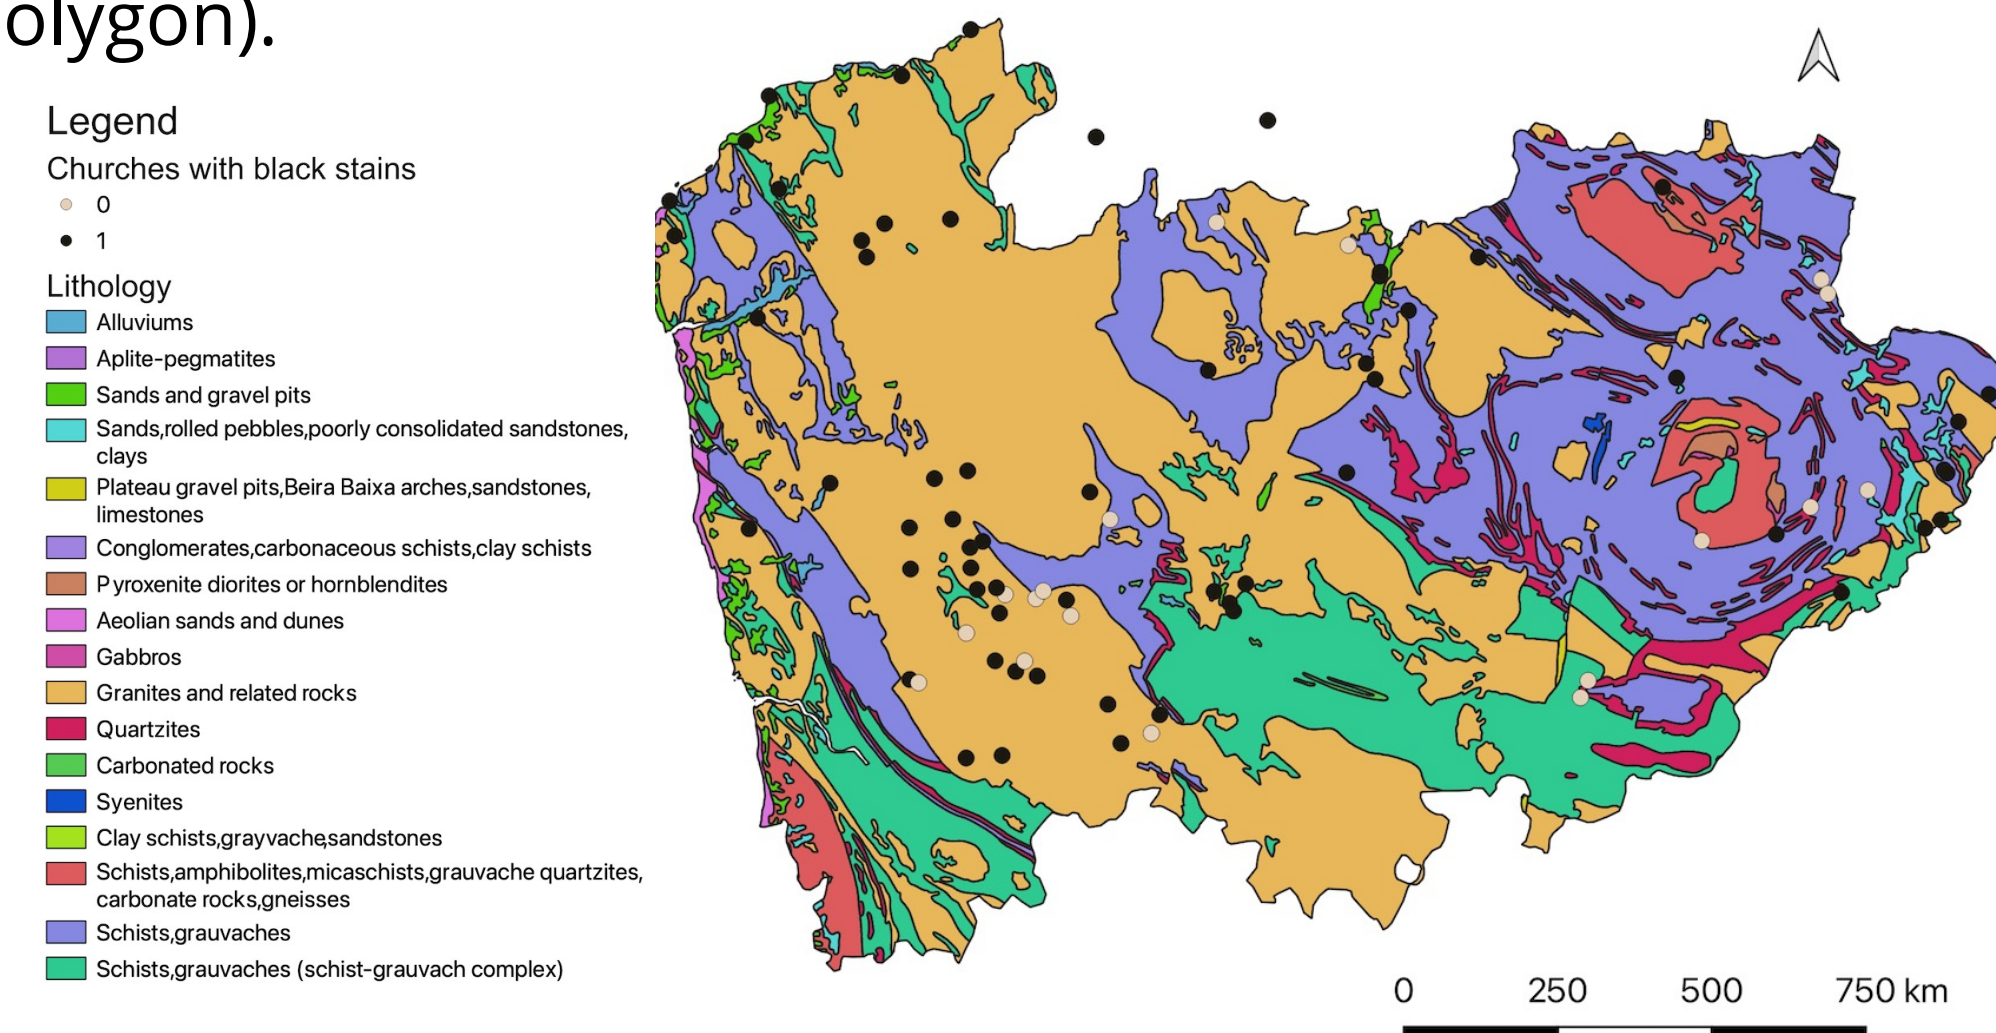 olygon).
Legend
Churches with black stains
0
1
Lithology
Alluviums
Aplite-pegmatites
Sands and gravel pits
Sands,rolled pebbles,poorly consolidated sandstones,
clays
Plateau gravel pits,Beira Baixa arches,sandstones,
limestones
Conglomerates,carbonaceous schists,clay schists
Pyroxenite diorites or hornblendites
Aeolian sands and dunes
Gabbros
Granites and related rocks
Quartzites
Carbonated rocks
Syenites
Clay schists,grayvache,sandstones
Schists,amphibolites,micaschists,grauvache quartzites,
carbonate rocks,gneisses
Schists,grauvaches
Schists,grauvaches (schist-grauvach complex)
0 250 500 750 km